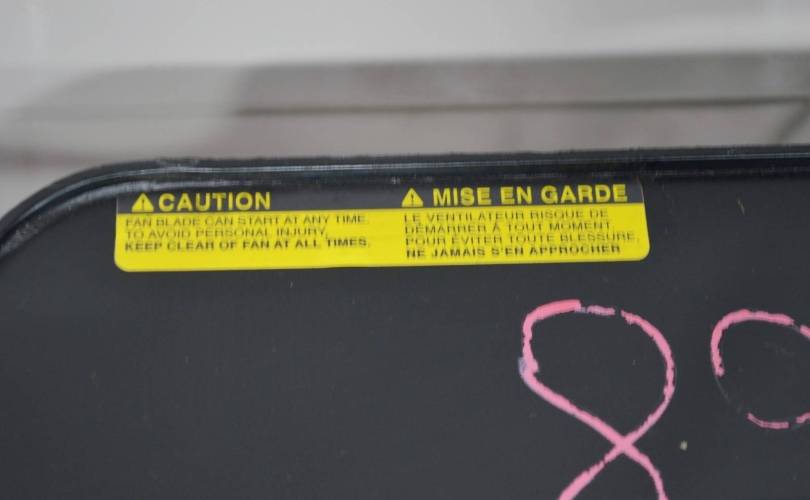 CAUTION
FAN BLADE CAN START AT ANY TIME.
TO AVOID PERSONAL INJURY,
KEEP CLEAR OF FAN AT ALL TIMES.
MISE EN GARDE
LE VENTILATEUR RISQUE DE
DÉMARRER À TOUT MOMENT.
POUR ÉVITER TOUTE BLESSURE,
NE JAMAIS S'EN APPROCHER
8